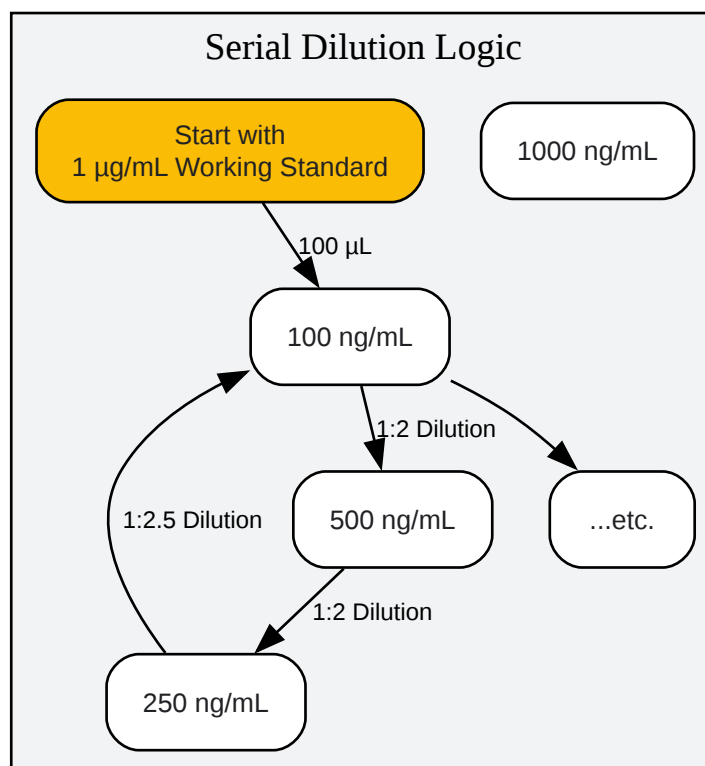 Serial Dilution Logic
Start with
1 µg/mL Working Standard
1000 ng/mL
100 µL
100 ng/mL
1:2 Dilution
1:2.5 Dilution
500 ng/mL
...etc.
1:2 Dilution
250 ng/mL